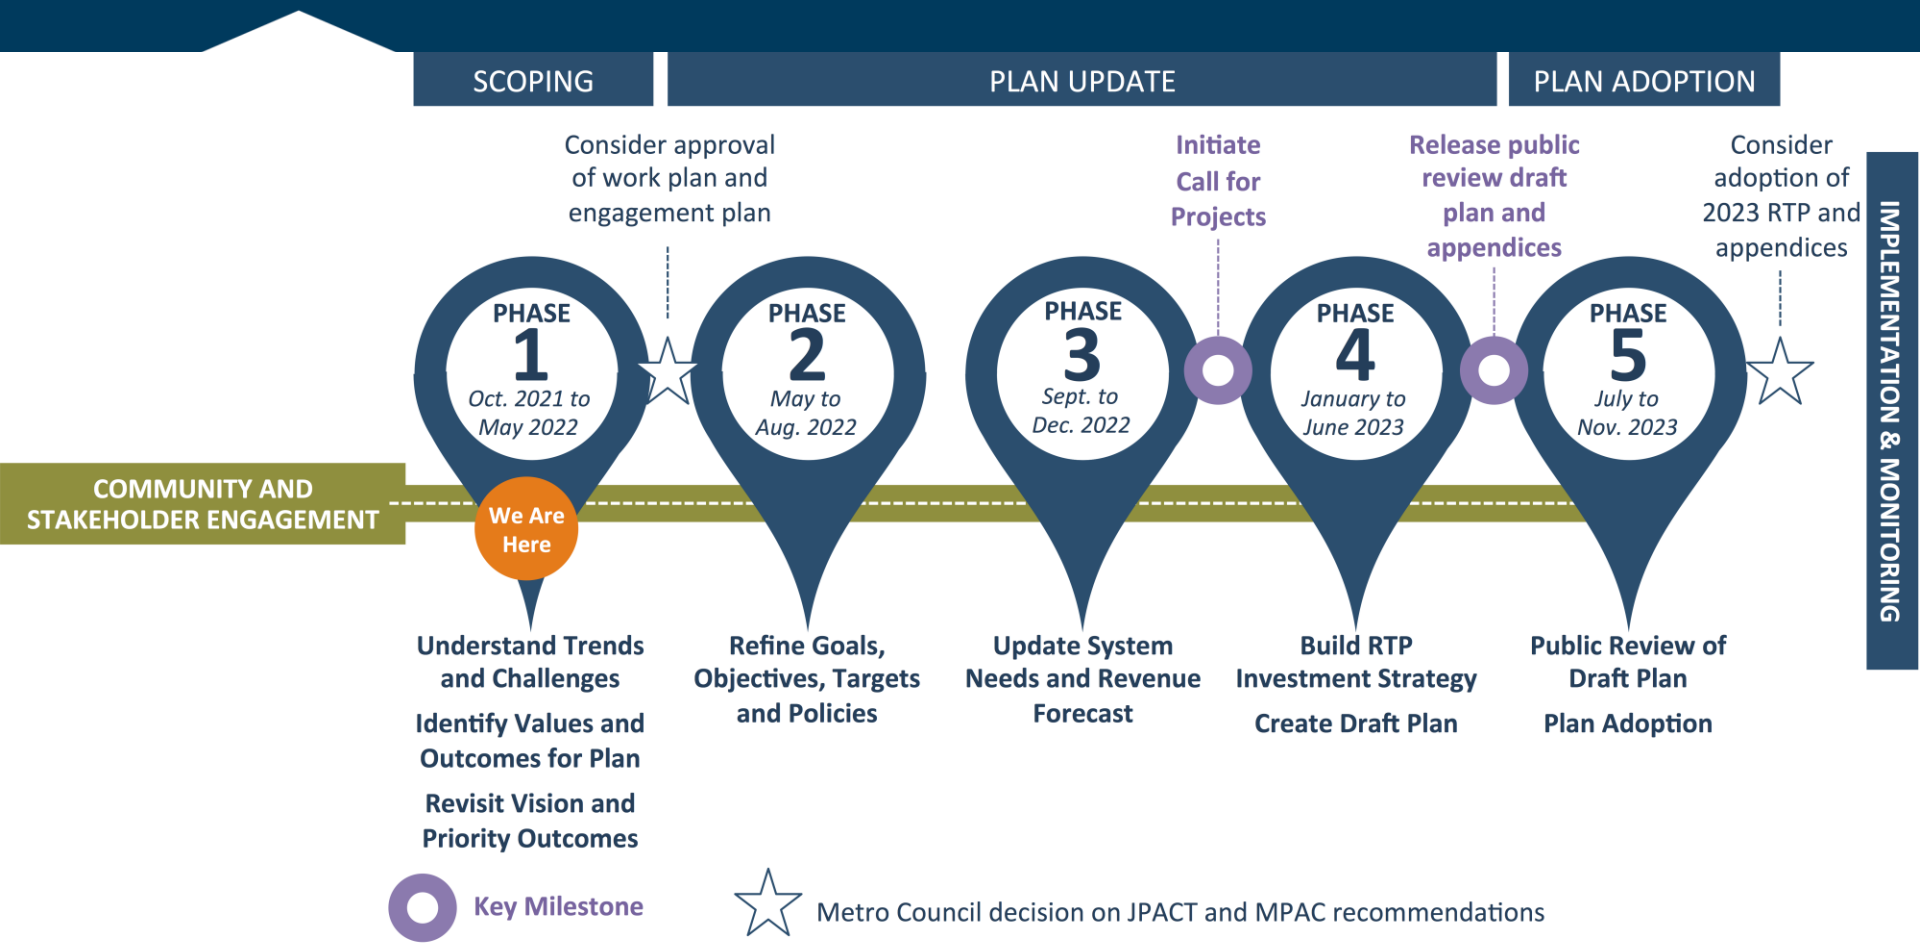 SCOPING
PLAN UPDATE
PLAN ADOPTION
Consider approval
of work plan and
engagement plan
Initiate
Call for
Projects
Release public
review draft
plan and
appendices
Consider
adoption of
2023 RTP and
appendices
IMPLEMENTATION & MONITORING
PHASE
1
Oct. 2021 to
May 2022
PHASE
2
May to
Aug. 2022
PHASE
3
Sept. to
Dec. 2022
PHASE
4
January to
June 2023
PHASE
5
July to
Nov. 2023
COMMUNITY AND
STAKEHOLDER ENGAGEMENT
We Are
Here
Understand Trends
and Challenges
Identify Values and
Outcomes for Plan
Revisit Vision and
Priority Outcomes
Refine Goals,
Objectives, Targets
and Policies
Update System
Needs and Revenue
Forecast
Build RTP
Investment Strategy
Create Draft Plan
Public Review of
Draft Plan
Plan Adoption
Key Milestone
Metro Council decision on JPACT and MPAC recommendations